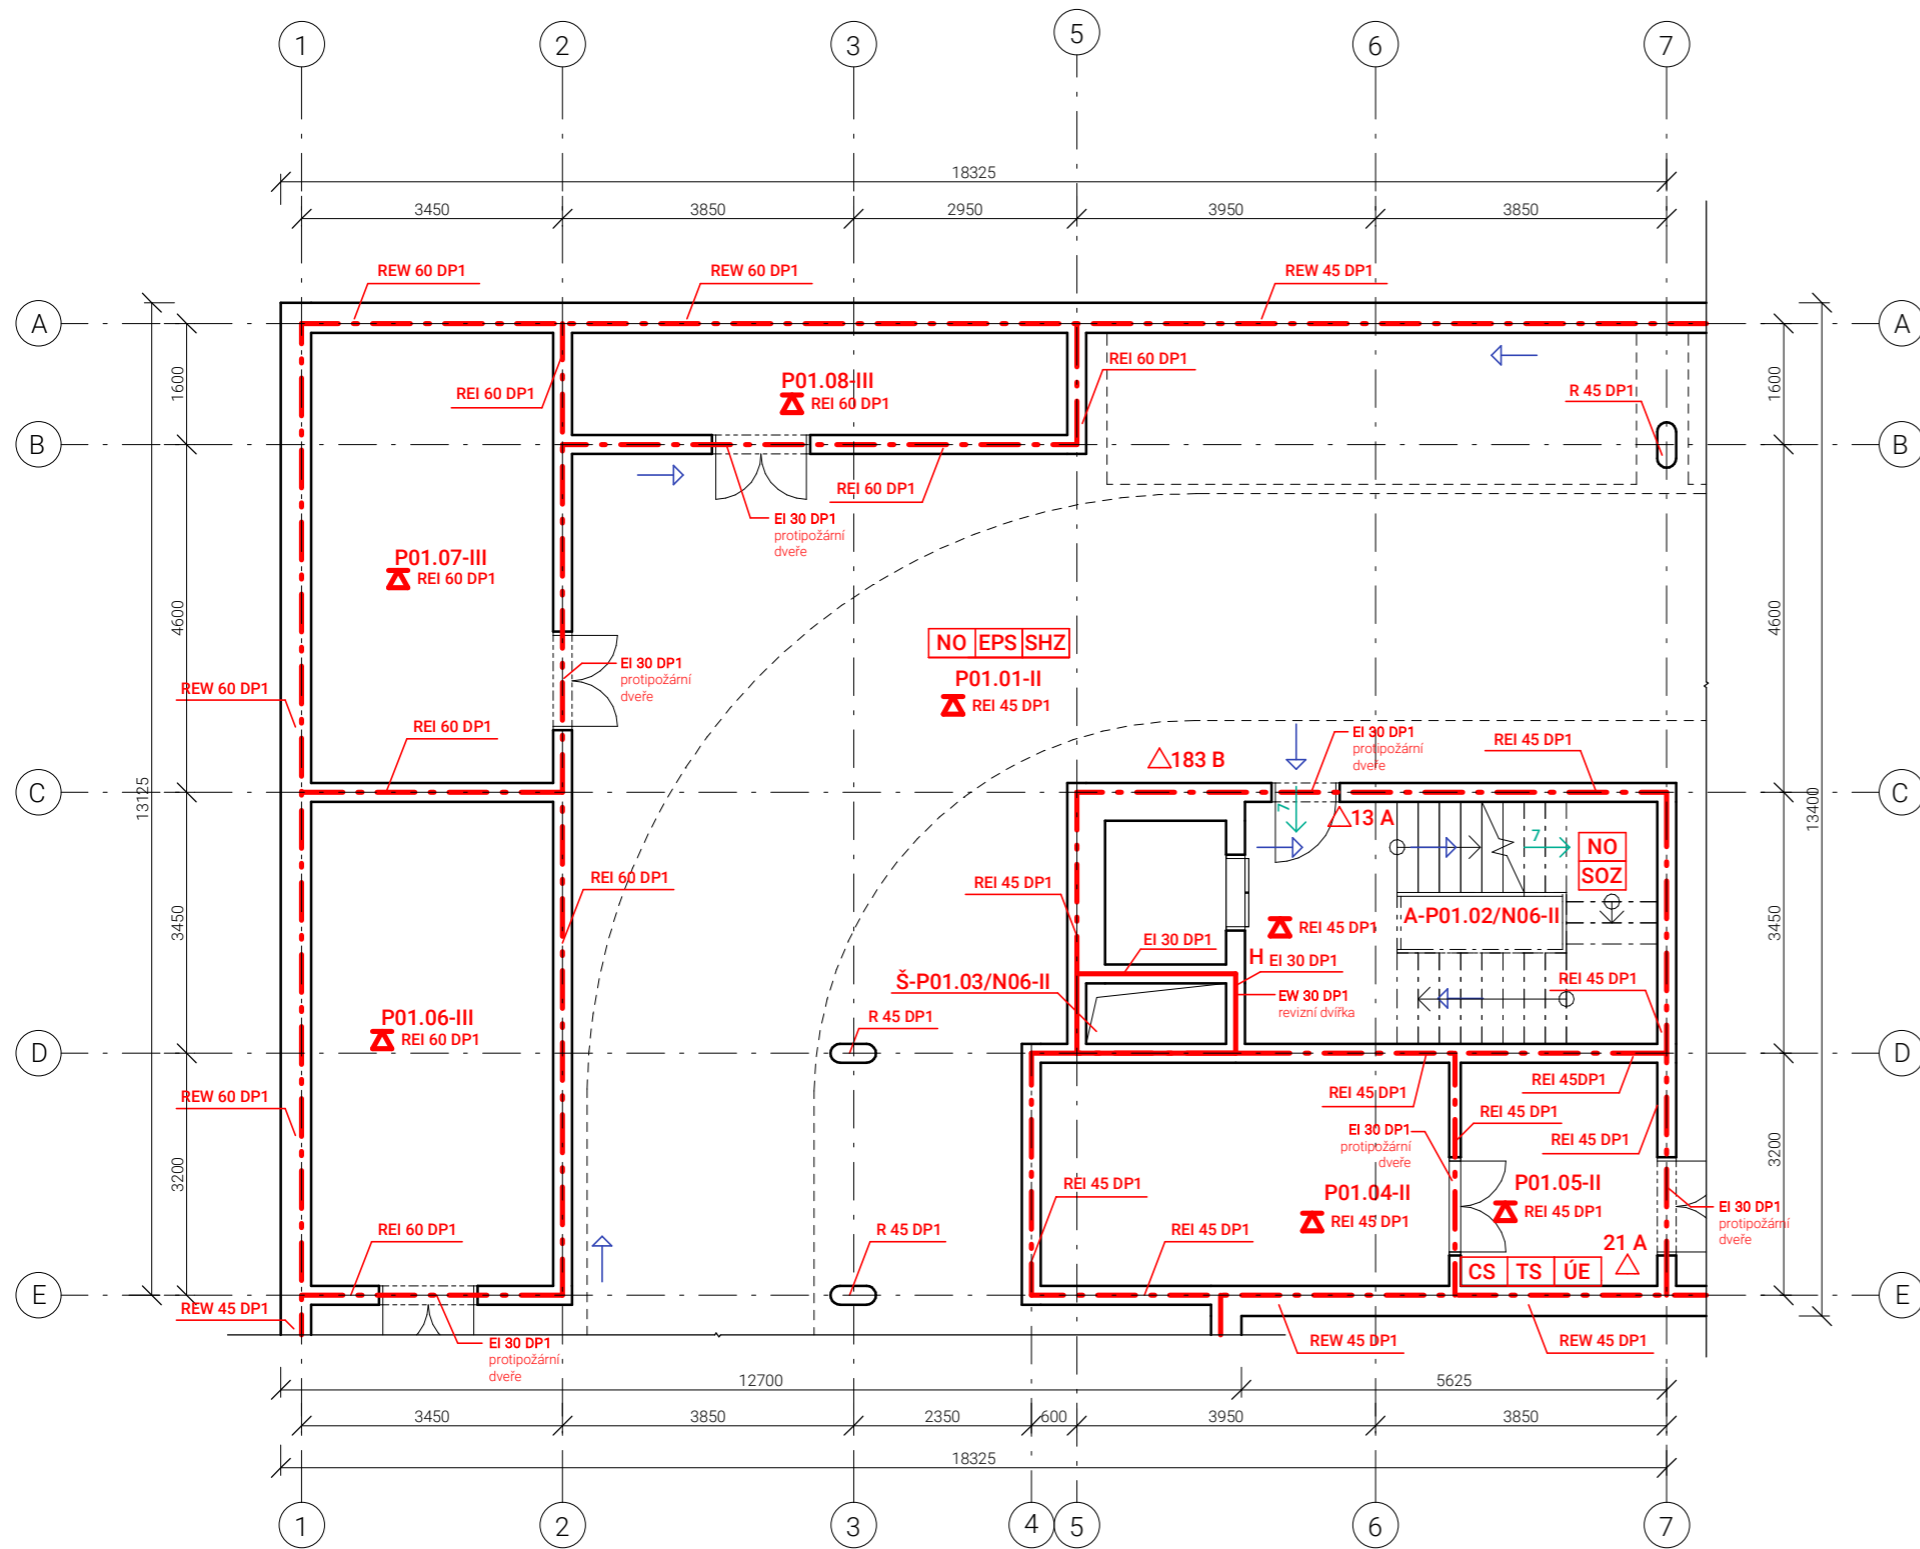 1 2 3 5 6 7
18325
3450 3850 2950 3950 3850
REW 60 DP1 REW 60 DP1 REW 45 DP1
A A
1600 1600
REI 60 DP1 P01.08-III REI 60 DP1
REI 60 DP1
R 45 DP1
B B
REI 60 DP1
EI 30 DP1
protipožární
dveře
P01.07-III
REI 60 DP1
4600 4600
NO EPS SHZ
P01.01-II
REI 45 DP1
EI 30 DP1
protipožární
dveře
REW 60 DP1
REI 60 DP1
183 B
EI 30 DP1
protipožární
dveře
REI 45 DP1
13125 13400
C C
7
13 A
7
NO
SOZ
REI 60 DP1
REI 45 DP1
A-P01.02/N06-II
REI 45 DP1
3450 3450
EI 30 DP1
H EI 30 DP1
Š-P01.03/N06-II
EW 30 DP1
revizní dvířka
REI 45 DP1
P01.06-III
REI 60 DP1
R 45 DP1
D D
REW 60 DP1
REI 45 DP1
REI 45DP1
REI 45 DP1
EI 30 DP1
protipožární
dveře
REI 45 DP1
3200 3200
REI 45 DP1
P01.04-II
REI 45 DP1
P01.05-II
REI 45 DP1
EI 30 DP1
protipožární
dveře
REI 60 DP1
R 45 DP1
REI 45 DP1
21 A
CS TS ÚE
E E
REW 45 DP1
EI 30 DP1
protipožární
dveře
REW 45 DP1 REW 45 DP1
12700 5625
3450 3850 2350 600 3950 3850
18325
1 2 3 4 5 6 7